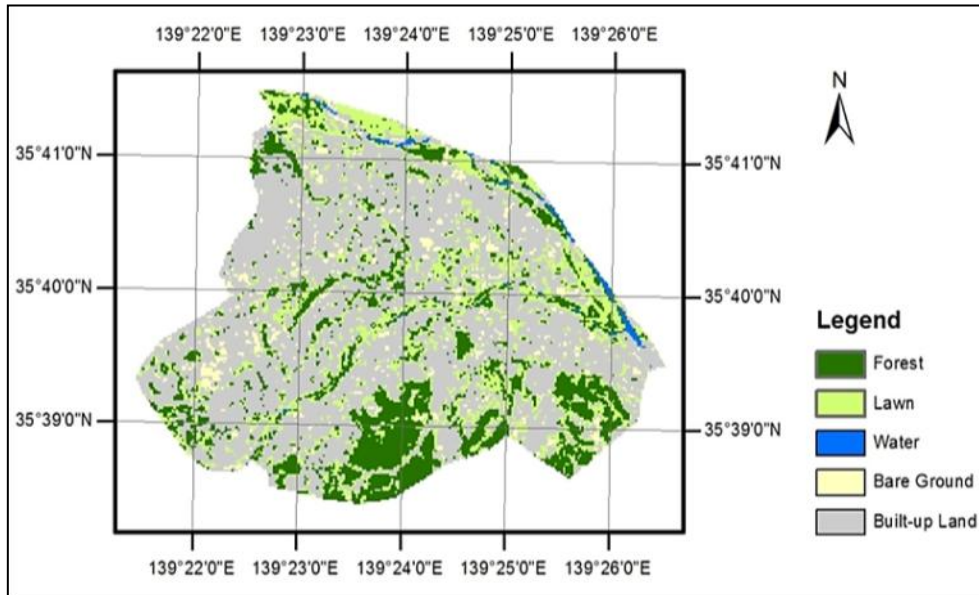 139°22'0"E 139°23'0"E 139°24'0"E 139°25'0"E 139°26'0"E
N
35°41'0"N 35°41'0"N
35°40'0"N 35°40'0"N
Legend
Forest
Lawn
35°39'0"N 35°39'0"N
Water
Bare Ground
Built-up Land
139°22'0"E 139°23'0"E 139°24'0"E 139°25'0"E 139°26'0"E